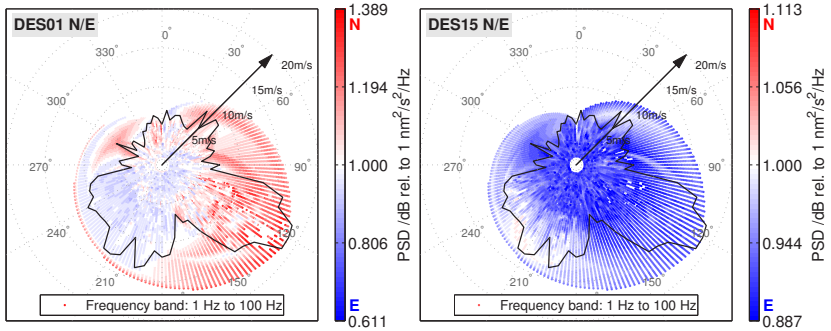 DES01 N/E
0°
30°
60°
90°
120°
150°
210°
240°
270°
300°
330°
5m/s
10m/s
15m/s
20m/s
Frequency band: 1 Hz to 100 Hz
1.389
N
1.194
1.000
0.806
E
0.611
PSD /dB rel. to 1 nm²/s²/Hz
DES15 N/E
0°
30°
60°
90°
120°
150°
210°
240°
270°
300°
330°
5m/s
10m/s
15m/s
20m/s
Frequency band: 1 Hz to 100 Hz
1.113
N
1.056
1.000
0.944
E
0.887
PSD /dB rel. to 1 nm²/s²/Hz